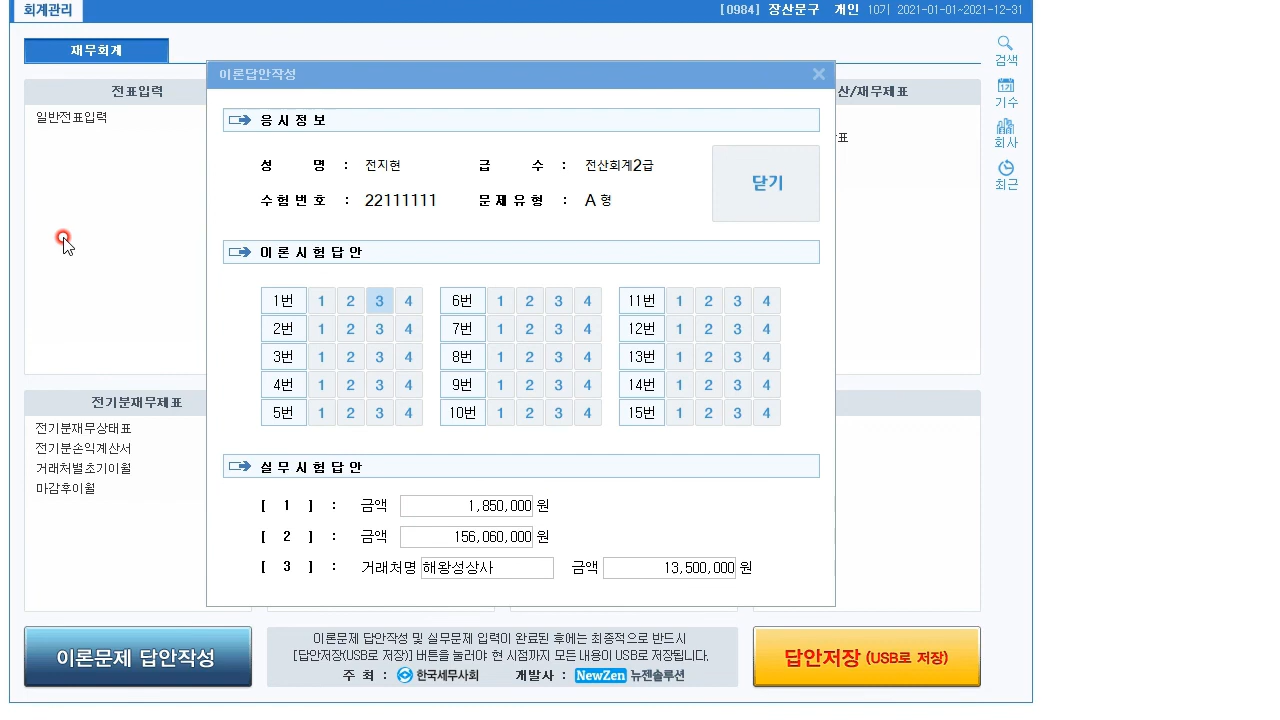 회계관리
[0984] 장산문구 개인 10기 2021-01-01~2021-12-31
재무회계
검색
기수
회사
최근
전표입력
일반전표입력
산/재무제표
표
이론답안작성
응시정보
성 명 : 전지현 급 수 : 전산회계2급
수험번호 : 22111111 문제유형 : A 형
닫기
이론시험답안
1번 1 2 3 4 6번 1 2 3 4 11번 1 2 3 4
2번 1 2 3 4 7번 1 2 3 4 12번 1 2 3 4
3번 1 2 3 4 8번 1 2 3 4 13번 1 2 3 4
4번 1 2 3 4 9번 1 2 3 4 14번 1 2 3 4
5번 1 2 3 4 10번 1 2 3 4 15번 1 2 3 4
실무시험답안
[ 1 ] : 금액 1,850,000 원
[ 2 ] : 금액 156,060,000 원
[ 3 ] : 거래처명 해왕성상사 금액 13,500,000 원
전기분재무제표
전기분재무상태표
전기분손익계산서
거래처별초기이월
마감후이월
이론문제 답안작성
이론문제 답안작성 및 실무문제 입력이 완료된 후에는 최종적으로 반드시
[답안저장(USB로 저장)] 버튼을 눌러야 현 시점까지 모든 내용이 USB로 저장됩니다.
주 최 : 한국세무사회 개발사 : NewZen 뉴젠솔루션
답안저장 (USB로 저장)